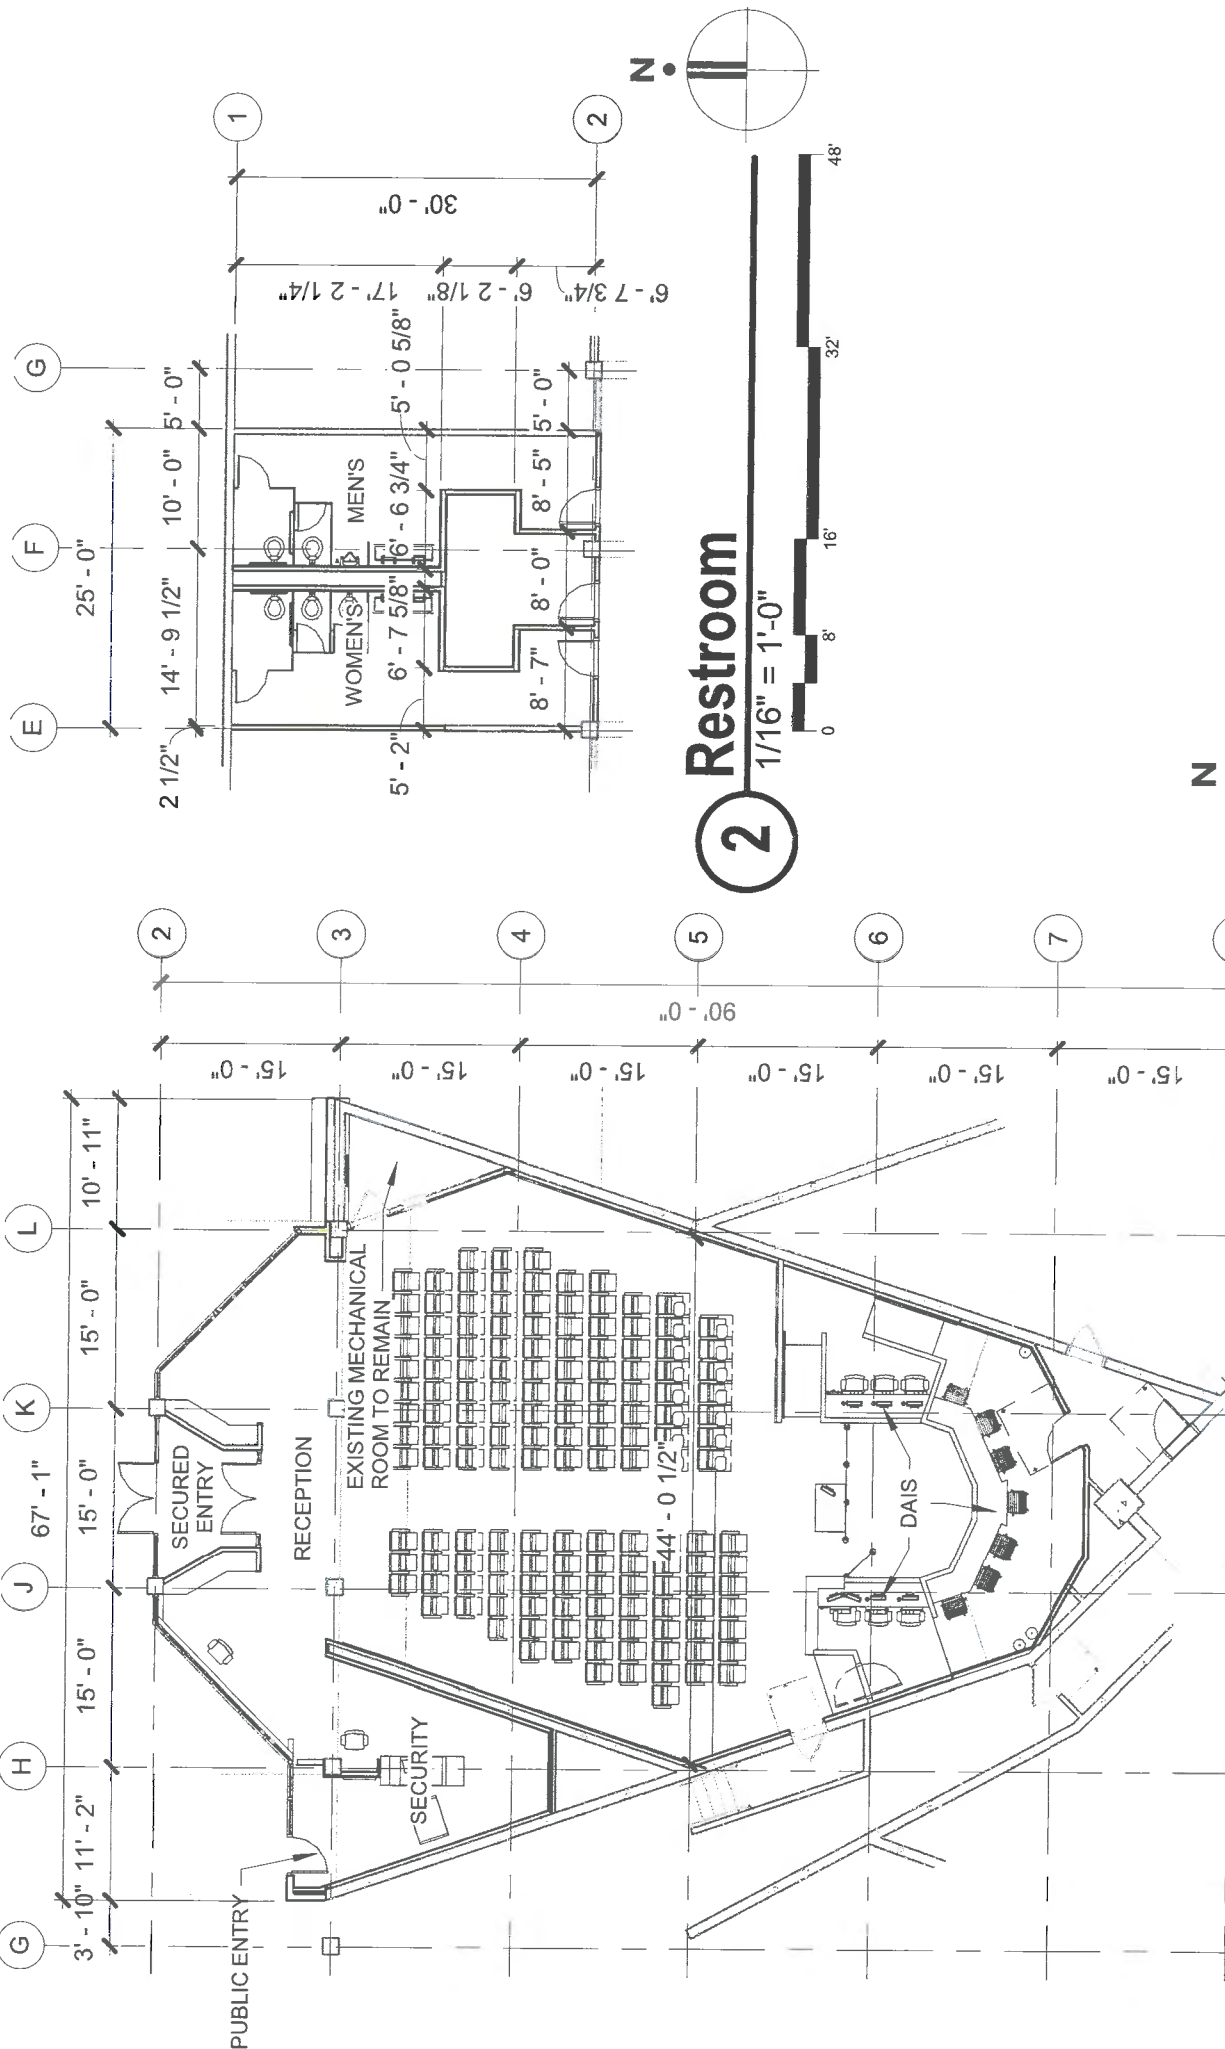 G
H
J
K
L
3' - 10"
11' - 2"
15' - 0"
15' - 0"
15' - 0"
10' - 11"
67' - 1"
2
3
4
5
6
7
15' - 0"
15' - 0"
15' - 0"
15' - 0"
15' - 0"
15' - 0"
90' - 0"
PUBLIC ENTRY
SECURED
ENTRY
RECEPTION
EXISTING MECHANICAL
ROOM TO REMAIN
SECURITY
44' - 0 1/2"
DAIS
E
F
G
25' - 0"
2 1/2"
14' - 9 1/2"
10' - 0"
5' - 0"
WOMEN'S
MEN'S
5' - 2"
6' - 7 5/8"
6' - 6 3/4"
5' - 0 5/8"
8' - 7"
8' - 0"
8' - 5"
5' - 0"
1
2
30' - 0"
17' - 2 1/4"
6' - 2 1/8"
6' - 7 3/4"
2
Restroom
1/16" = 1'-0"
0
8'
16'
32'
48'
N
N